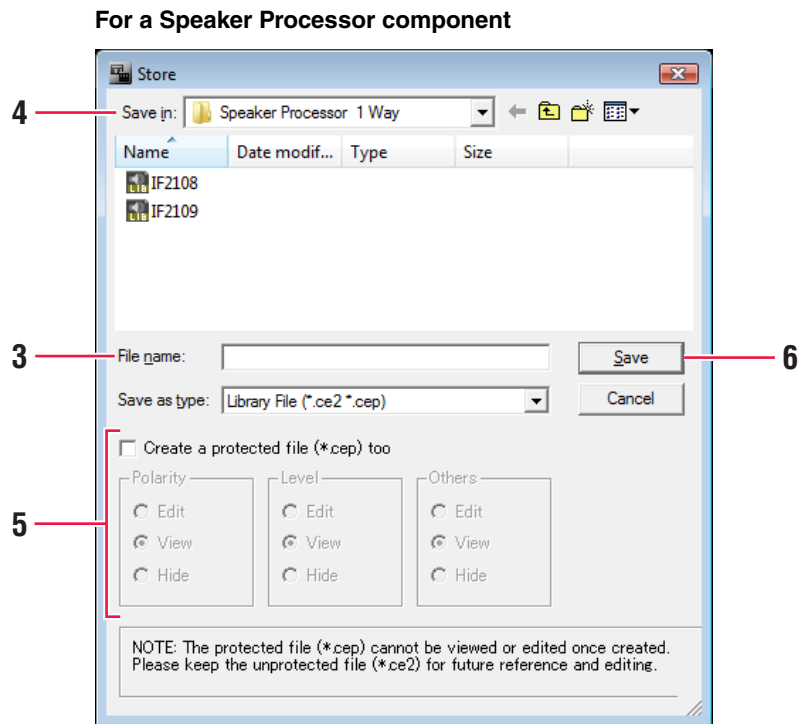 For a Speaker Processor component
Store
4
Save in: Speaker Processor 1 Way
Name Date modif... Type Size
IF2108
IF2109
3 File name: Save 6
Save as type: Library File (*.ce2 *.cep) Cancel
Create a protected file (*.cep) too
Polarity Level Others
Edit Edit Edit
5
View View View
Hide Hide Hide
NOTE: The protected file (*.cep) cannot be viewed or edited once created.
Please keep the unprotected file (*.ce2) for future reference and editing.